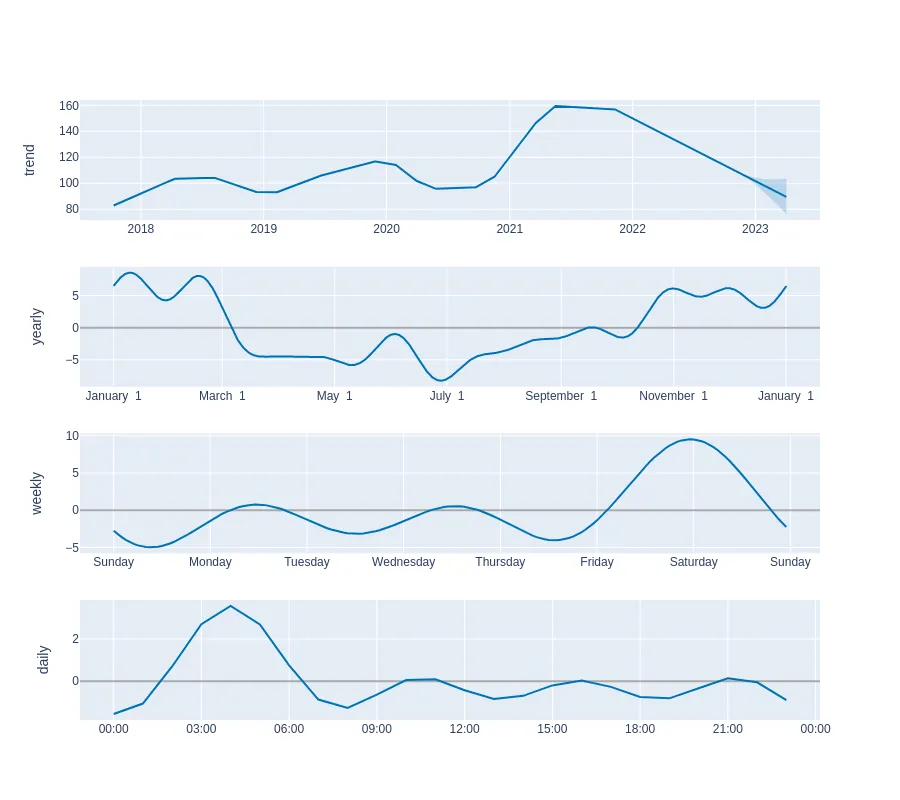 trend
160
140
120
100
80
2018 2019 2020 2021 2022 2023
yearly
5
0
−5
January 1 March 1 May 1 July 1 September 1 November 1 January 1
weekly
10
5
0
−5
Sunday Monday Tuesday Wednesday Thursday Friday Saturday Sunday
daily
2
0
00:00 03:00 06:00 09:00 12:00 15:00 18:00 21:00 00:00